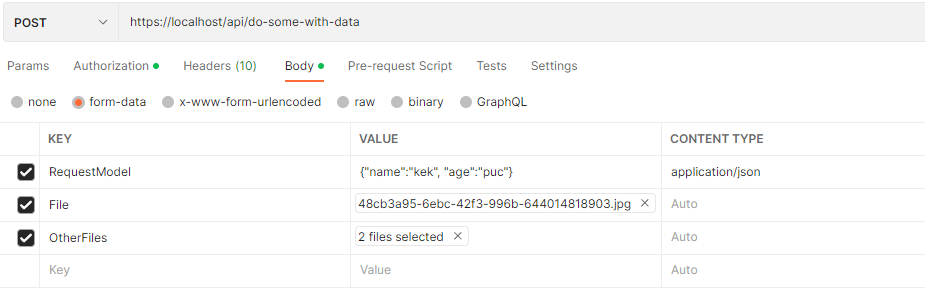 POST https://localhost/api/do-some-with-data
Params Authorization Headers (10) Body Pre-request Script Tests Settings
none form-data x-www-form-urlencoded raw binary GraphQL
KEY VALUE CONTENT TYPE
RequestModel {"name":"kek", "age":"puc"} application/json
File 48cb3a95-6ebc-42f3-996b-644014818903.jpg Auto
OtherFiles 2 files selected Auto
Key Value Auto